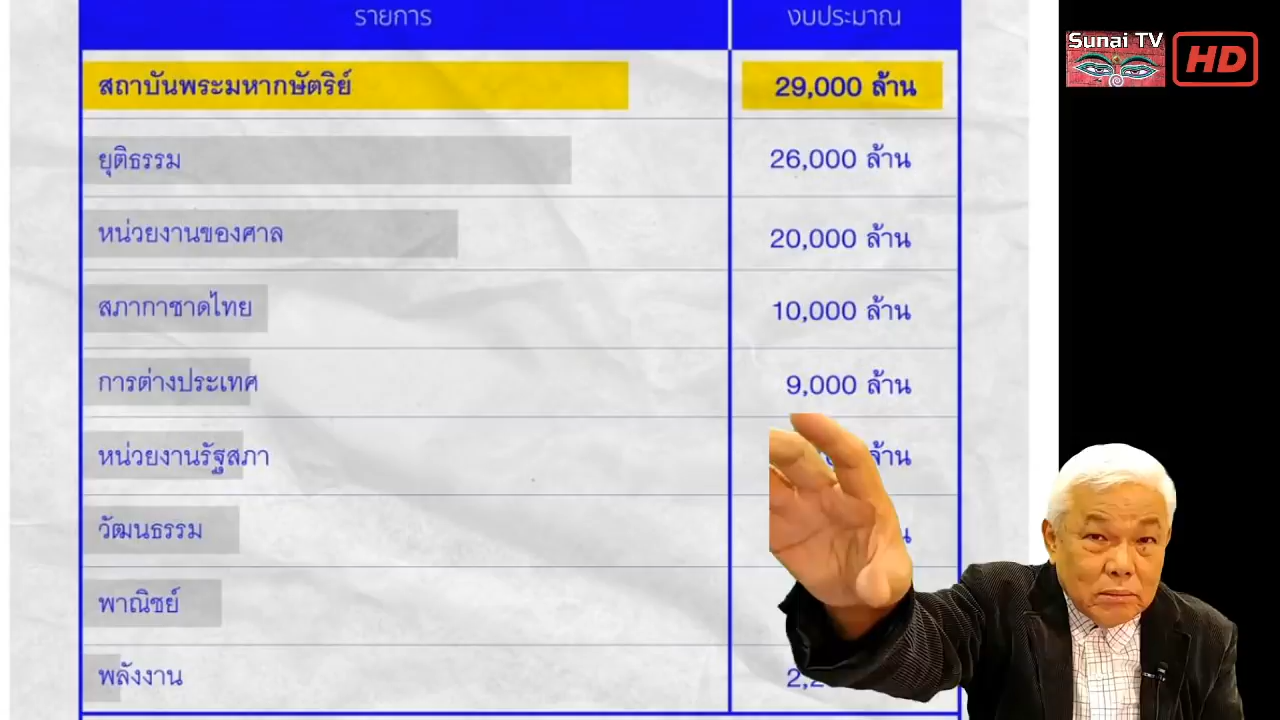 รายการ งบประมาณ
Sunai TV HD
สถาบันพระมหากษัตริย์ 29,000 ล้าน
ยุติธรรม 26,000 ล้าน
หน่วยงานของศาล 20,000 ล้าน
สภากาชาดไทย 10,000 ล้าน
การต่างประเทศ 9,000 ล้าน
หน่วยงานรัฐสภา ล้าน
วัฒนธรรม
พาณิชย์
พลังงาน